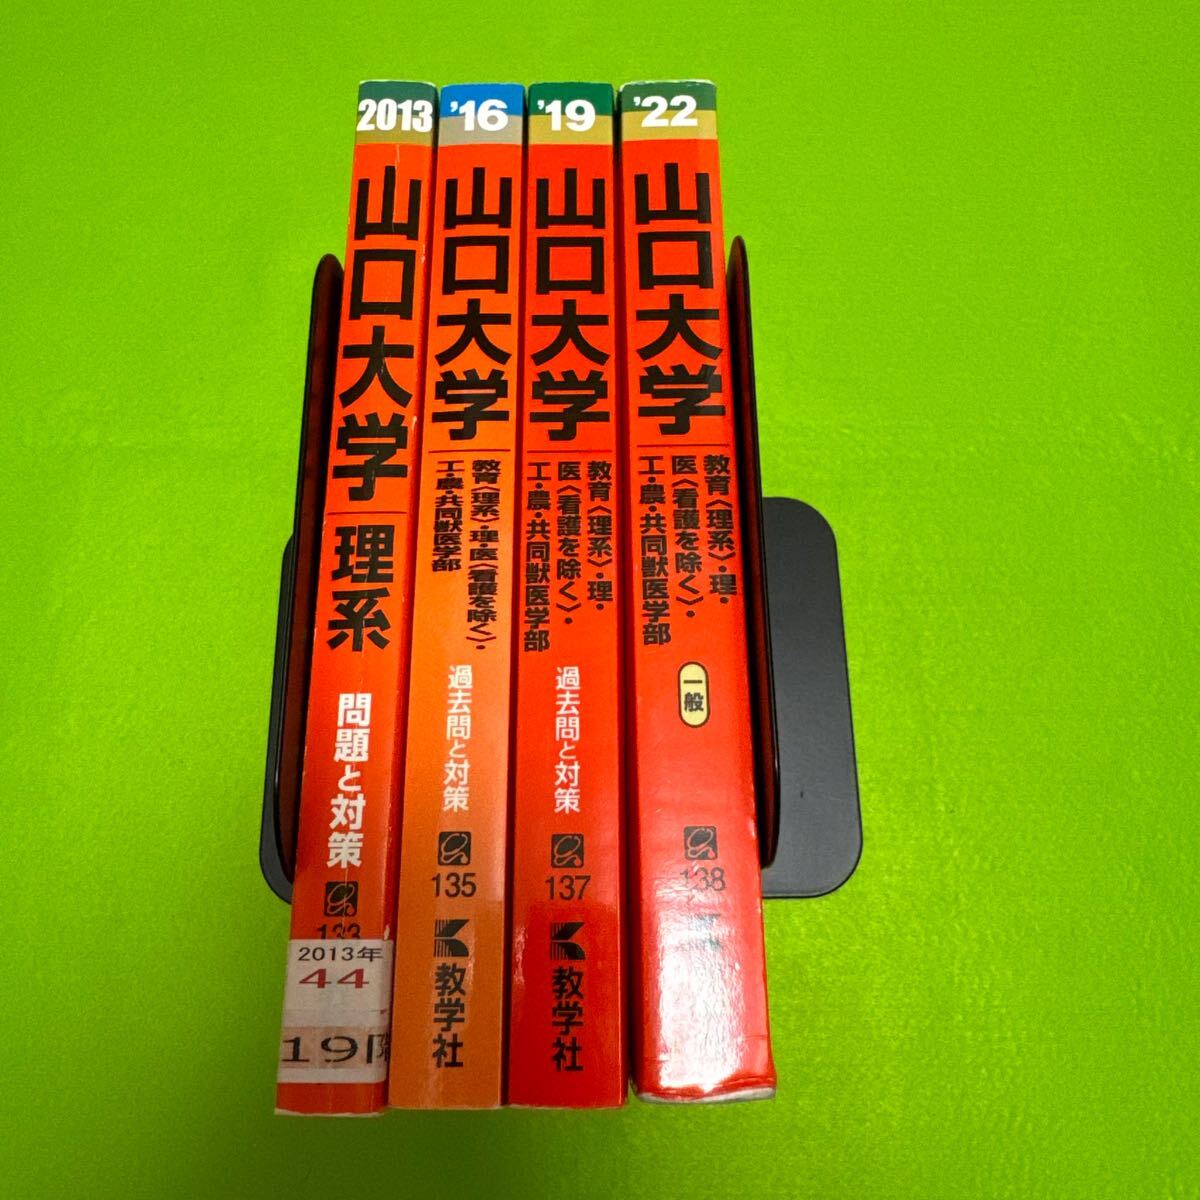 2013
山口大学
理系
問題と対策
133
2013年
44
19階
'16
山口大学
教育〈理系〉・理・医〈看護を除く〉・
工・農・共同獣医学部
過去問と対策
135
教学社
'19
山口大学
教育〈理系〉・理・
医〈看護を除く〉・
工・農・共同獣医学部
過去問と対策
137
教学社
'22
山口大学
教育〈理系〉・理・
医〈看護を除く〉・
工・農・共同獣医学部
一般
138